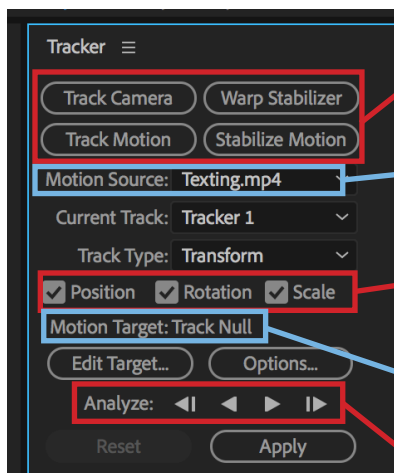 Tracker
Track Camera Warp Stabilizer
Track Motion Stabilize Motion
Motion Source: Texting.mp4
Current Track: Tracker 1
Track Type: Transform
Position Rotation Scale
Motion Target: Track Null
Edit Target... Options...
Analyze:
Reset Apply